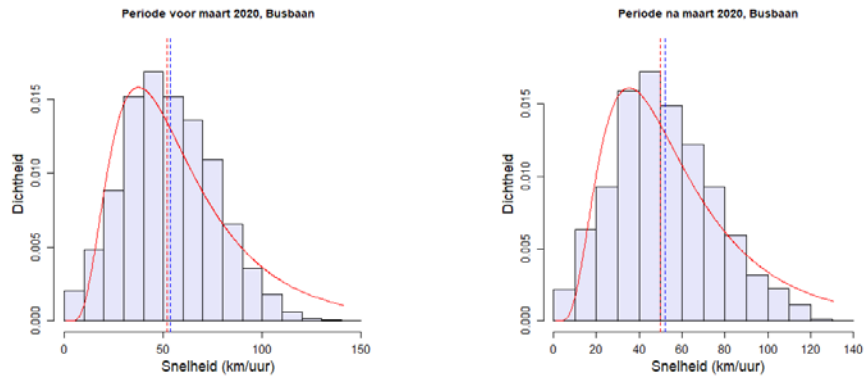 Periode voor maart 2020, Busbaan
Dichtheid
0.015
0.010
0.005
0.000
0 50 100 150
Snelheid (km/uur)
Periode na maart 2020, Busbaan
Dichtheid
0.015
0.010
0.005
0.000
0 20 40 60 80 100 120 140
Snelheid (km/uur)